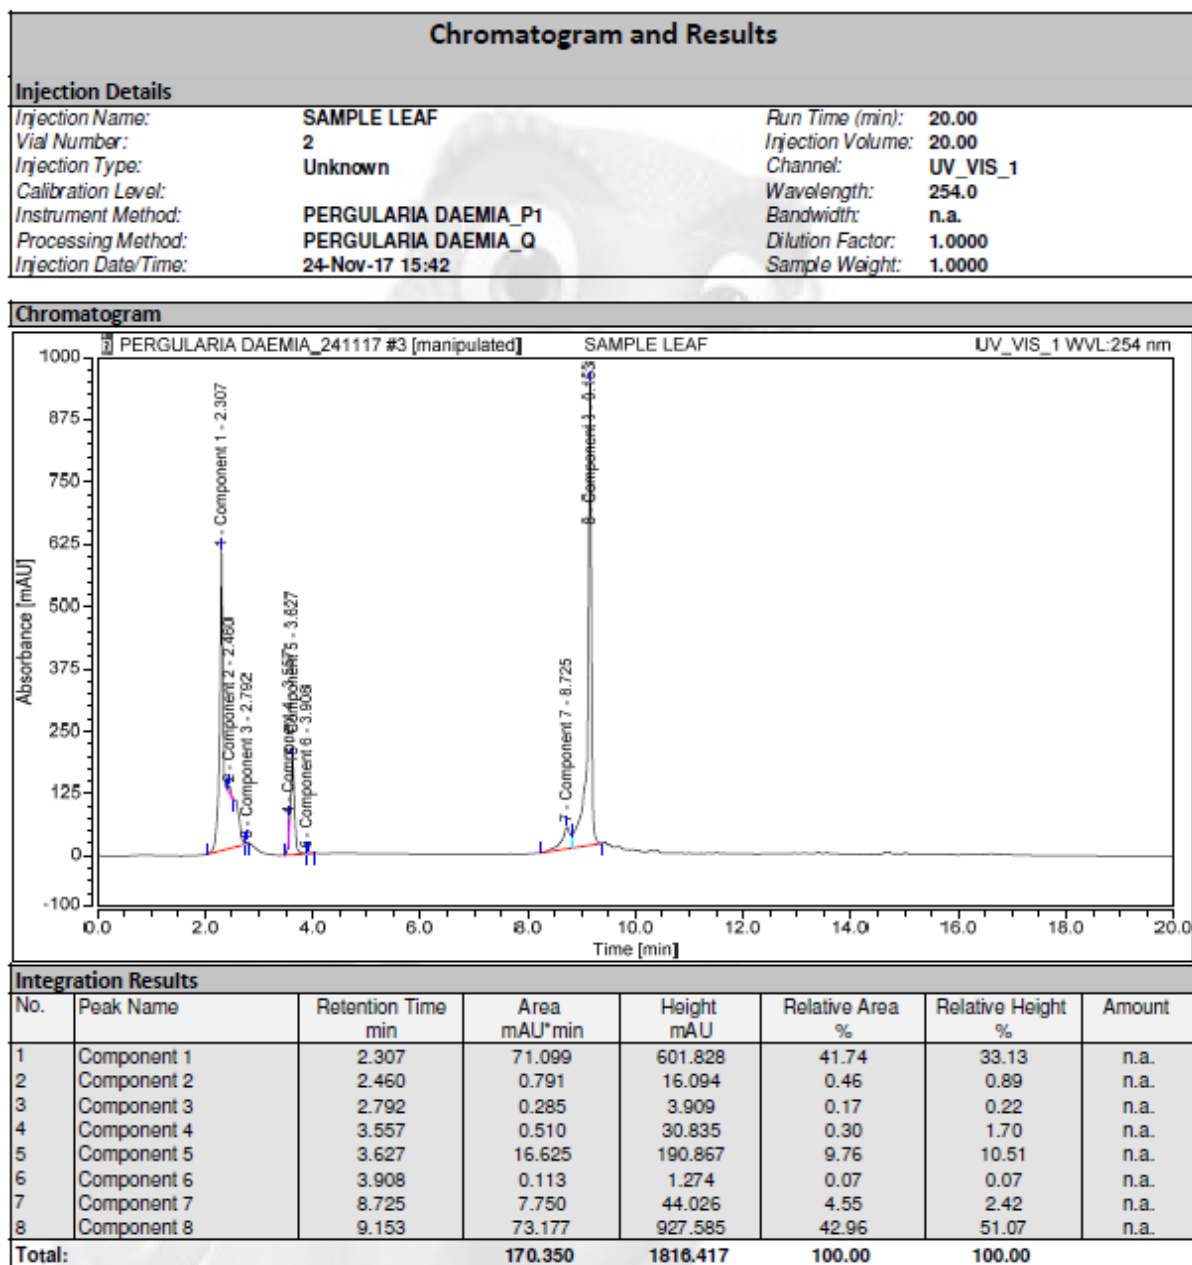 Chromatogram and Results
Injection Details
Injection Name: SAMPLE LEAF Run Time (min): 20.00
Vial Number: 2 Injection Volume: 20.00
Injection Type: Unknown Channel: UV_VIS_1
Calibration Level: Wavelength: 254.0
Instrument Method: PERGULARIA DAEMIA_P1 Bandwidth: n.a.
Processing Method: PERGULARIA DAEMIA_Q Dilution Factor: 1.0000
Injection Date/Time: 24-Nov-17 15:42 Sample Weight: 1.0000
Chromatogram
PERGULARIA DAEMIA_241117 #3 [manipulated] SAMPLE LEAF UV_VIS_1 WVL:254 nm
Absorbance [mAU]
1000
875
750
625
500
375
250
125
0
-100
1 - Component 1 - 2.307
2 - Component 2 - 2.460
3 - Component 3 - 2.792
4 - Component 4 - 3.557
5 - Component 5 - 3.627
6 - Component 6 - 3.908
7 - Component 7 - 8.725
8 - Component 8 - 9.153
0.0 2.0 4.0 6.0 8.0 10.0 12.0 14.0 16.0 18.0 20.0
Time [min]
Integration Results
No. Peak Name Retention Time Area Height Relative Area Relative Height Amount
min mAU*min mAU % %
1 Component 1 2.307 71.099 601.828 41.74 33.13 n.a.
2 Component 2 2.460 0.791 16.094 0.46 0.89 n.a.
3 Component 3 2.792 0.285 3.909 0.17 0.22 n.a.
4 Component 4 3.557 0.510 30.835 0.30 1.70 n.a.
5 Component 5 3.627 16.625 190.867 9.76 10.51 n.a.
6 Component 6 3.908 0.113 1.274 0.07 0.07 n.a.
7 Component 7 8.725 7.750 44.026 4.55 2.42 n.a.
8 Component 8 9.153 73.177 927.585 42.96 51.07 n.a.
Total: 170.350 1816.417 100.00 100.00